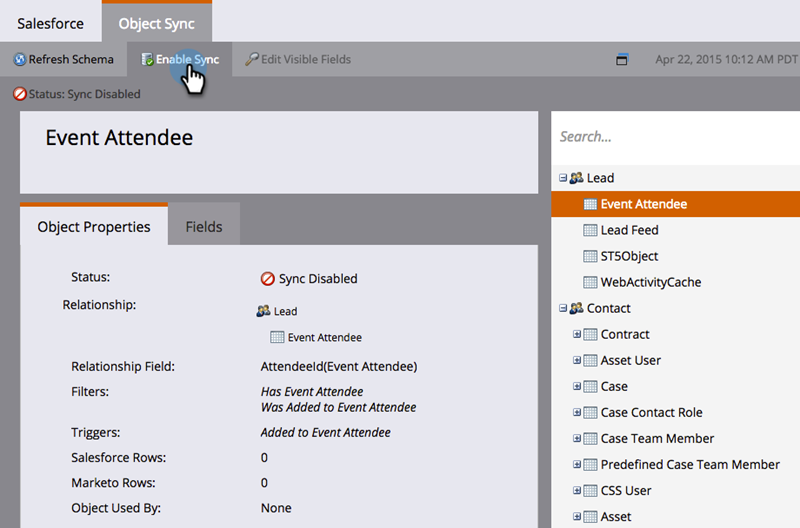 Salesforce Object Sync
Refresh Schema Enable Sync Edit Visible Fields Apr 22, 2015 10:12 AM PDT
Status: Sync Disabled
Event Attendee
Object Properties Fields
Status: Sync Disabled
Relationship: Lead
Event Attendee
Relationship Field: AttendeeId(Event Attendee)
Filters: Has Event Attendee
Was Added to Event Attendee
Triggers: Added to Event Attendee
Salesforce Rows: 0
Marketo Rows: 0
Object Used By: None
Search...
Lead
Event Attendee
Lead Feed
ST5Object
WebActivityCache
Contact
Contract
Asset User
Case
Case Contact Role
Case Team Member
Predefined Case Team Member
CSS User
Asset